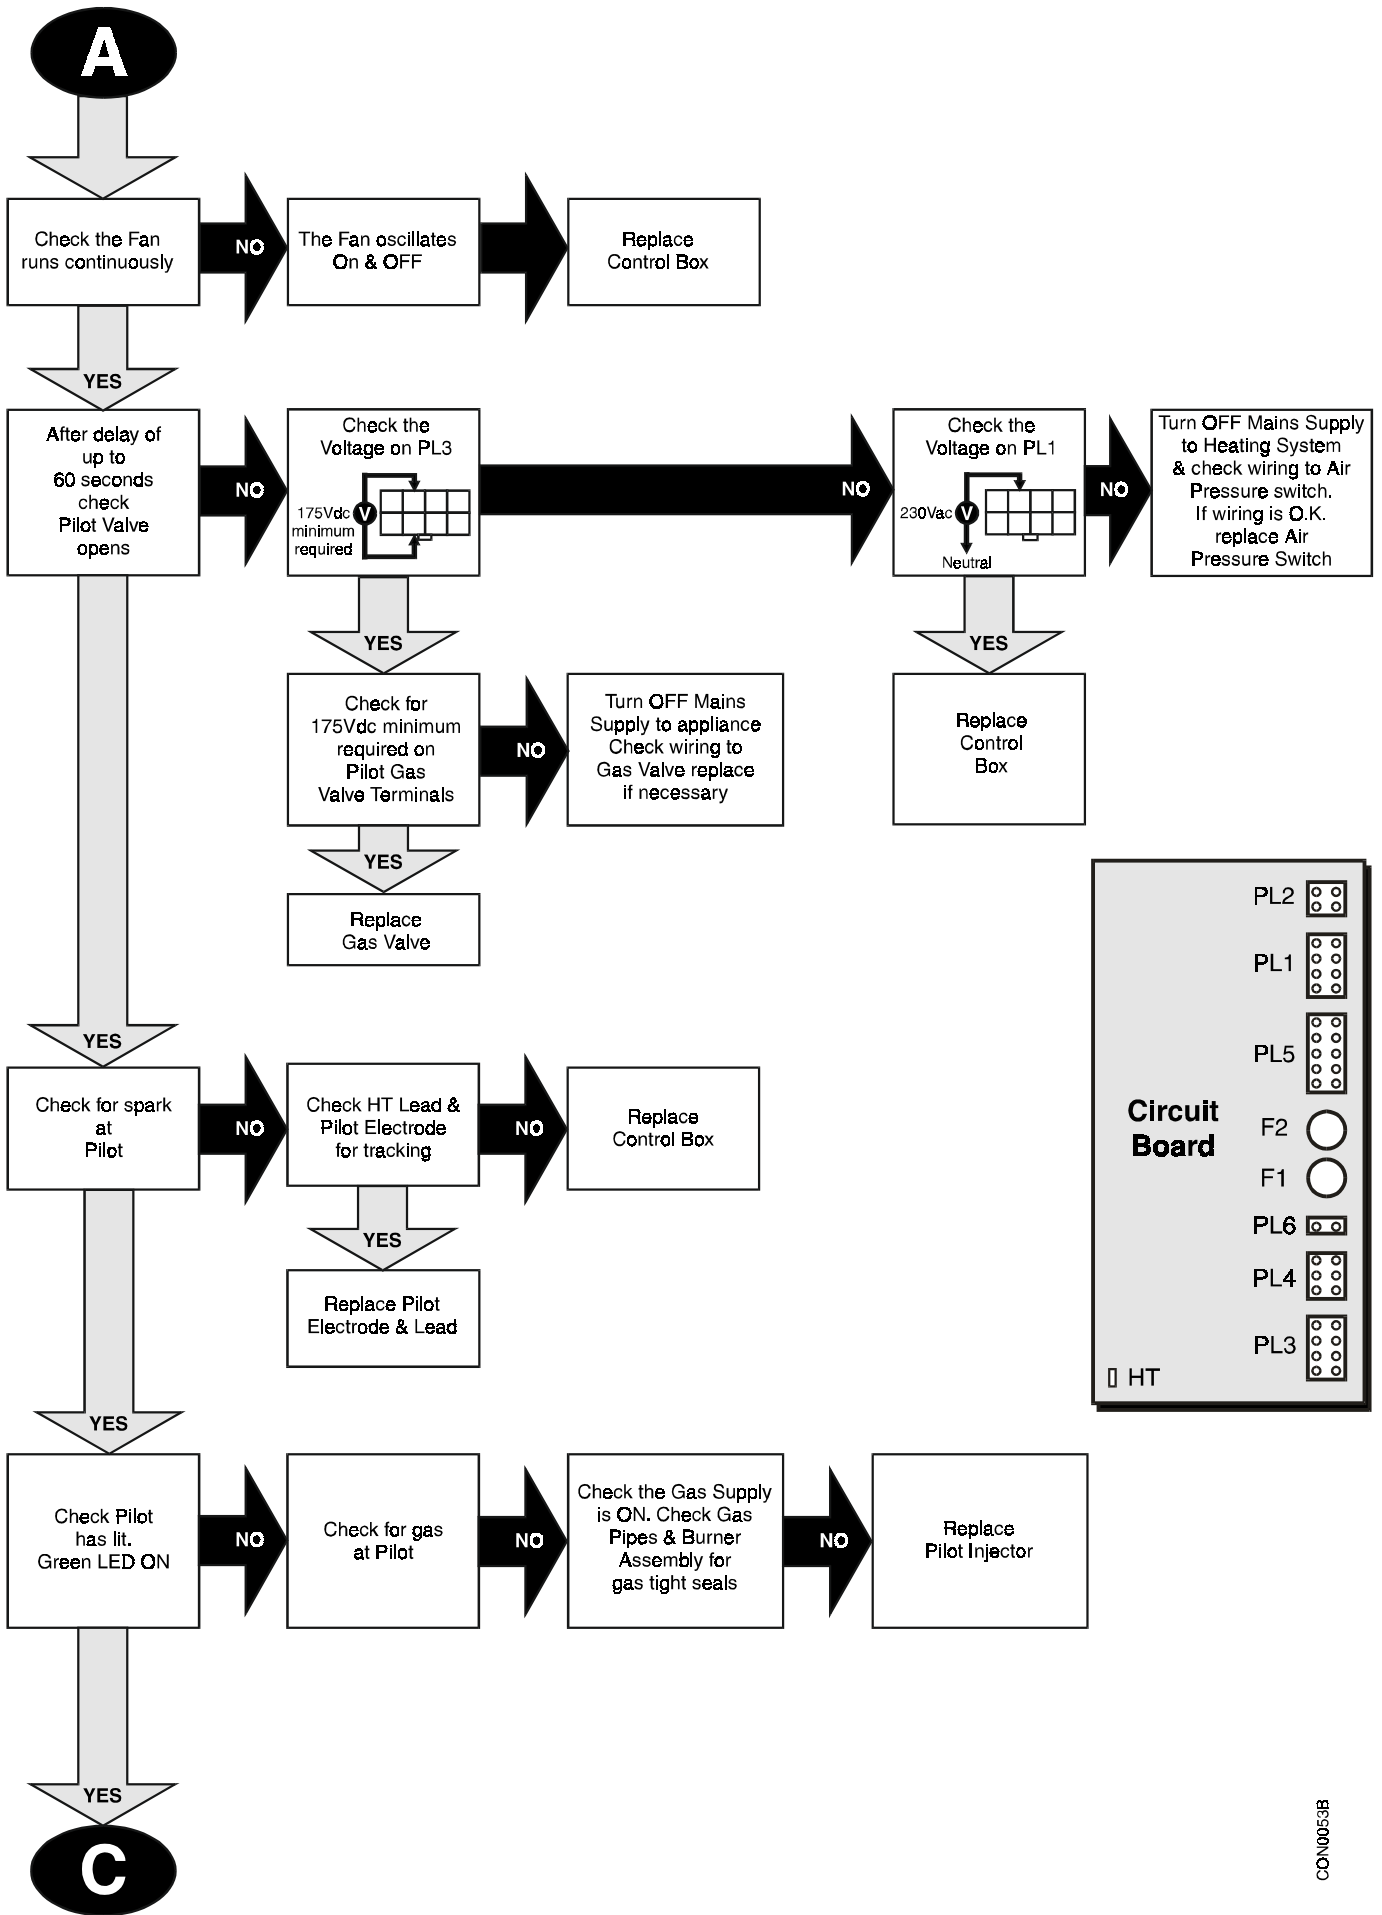 A
Check the Fan
runs continuously
NO
The Fan oscillates
On & OFF
Replace
Control Box
YES
After delay of
up to
60 seconds
check
Pilot Valve
opens
NO
Check the
Voltage on PL3
175Vdc
minimum
required
V
NO
Check the
Voltage on PL1
230Vac
V
Neutral
NO
Turn OFF Mains Supply
to Heating System
& check wiring to Air
Pressure switch.
If wiring is O.K.
replace Air
Pressure Switch
YES
YES
Check for
175Vdc minimum
required on
Pilot Gas
Valve Terminals
NO
Turn OFF Mains
Supply to appliance
Check wiring to
Gas Valve replace
if necessary
Replace
Control
Box
YES
Replace
Gas Valve
YES
Check for spark
at
Pilot
NO
Check HT Lead &
Pilot Electrode
for tracking
NO
Replace
Control Box
YES
Replace Pilot
Electrode & Lead
YES
Check Pilot
has lit.
Green LED ON
NO
Check for gas
at Pilot
NO
Check the Gas Supply
is ON. Check Gas
Pipes & Burner
Assembly for
gas tight seals
NO
Replace
Pilot Injector
YES
C
Circuit
Board
PL2
PL1
PL5
F2
F1
PL6
PL4
PL3
HT
CON0053B